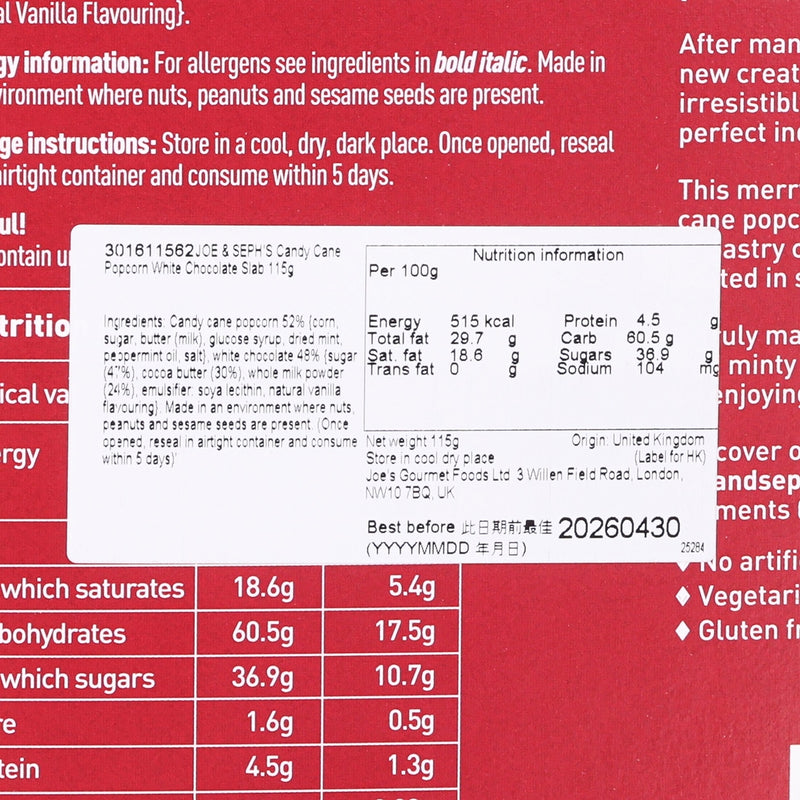 al Vanilla Flavouring}.
gy information: For allergens see ingredients in bold italic. Made in
vironment where nuts, peanuts and sesame seeds are present.
ge instructions: Store in a cool, dry, dark place. Once opened, reseal
airtight container and consume within 5 days.
ul!
ontain u
tritio
ical va
rgy
301611562JOE & SEPH'S Candy Cane
Popcorn White Chocolate Slab 115g
Ingredients: Candy cane popcorn 52% {corn,
sugar, butter (milk), glucose syrup, dried mint,
peppermint oil, salt}, white chocolate 48% {sugar
(47%), cocoa butter (30%), whole milk powder
(24%), emulsifier: soya lecithin, natural vanilla
flavouring}. Made in an environment where nuts,
peanuts and sesame seeds are present. (Once
opened, reseal in airtight container and consume
within 5 days)
Nutrition information
Per 100g
Energy 515 kcal Protein 4.5 g
Total fat 29.7 g Carb 60.5 g
Sat. fat 18.6 g Sugars 36.9 g
Trans fat 0 g Sodium 104 mg
Net weight 115g Origin: United Kingdom
Store in cool dry place (Label for HK)
Joe's Gourmet Foods Ltd 3 Willen Field Road, London,
NW10 7BQ, UK
Best before 此日期前最佳 20260430
(YYYYMMDD 年月日) 25284
which saturates 18.6g 5.4g
bohydrates 60.5g 17.5g
which sugars 36.9g 10.7g
re 1.6g 0.5g
tein 4.5g 1.3g
After man
new creat
irresistibl
perfect in
This merr
cane popc
astry c
ted in s
ruly ma
minty
enjoying
cover o
andsep
ments
♦ No artifi
♦ Vegetari
♦ Gluten fr